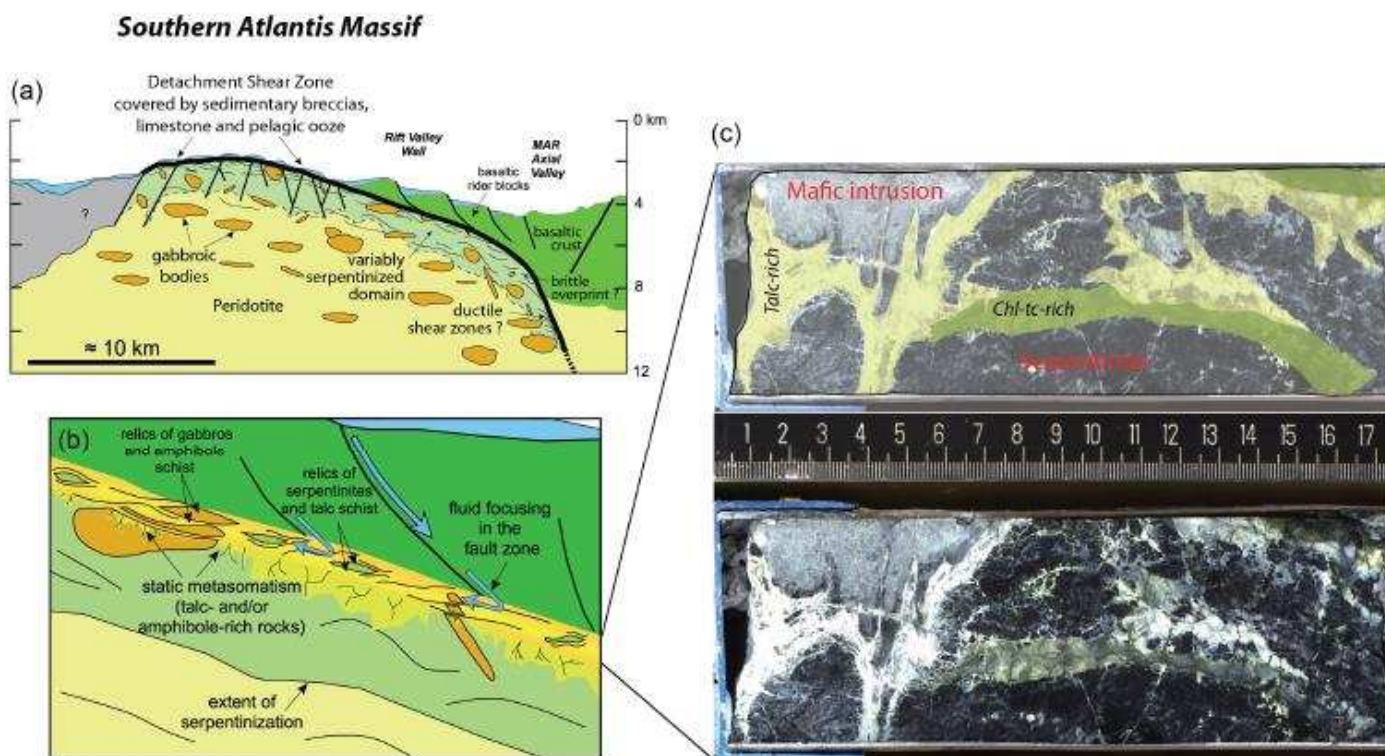 Southern Atlantis Massif
(a)
Detachment Shear Zone
covered by sedimentary breccias,
limestone and pelagic ooze
Rift Valley
Wall
MAR
Axial
Valley
basaltic
rider blocks
0 km
4
8
12
?
gabbroic
bodies
variably
serpentinized
domain
basaltic
crust
brittle
overprint ?
Peridotite
ductile
shear zones ?
≈ 10 km
(b)
relics of gabbros
and amphibole
schist
relics of
serpentinites
and talc schist
fluid focusing
in the
fault zone
static metasomatism
(talc- and/or
amphibole-rich rocks)
extent of
serpentinization
(c)
Mafic intrusion
Talc-rich
Chl-tc-rich
1 2 3 4 5 6 7 8 9 10 11 12 13 14 15 16 17